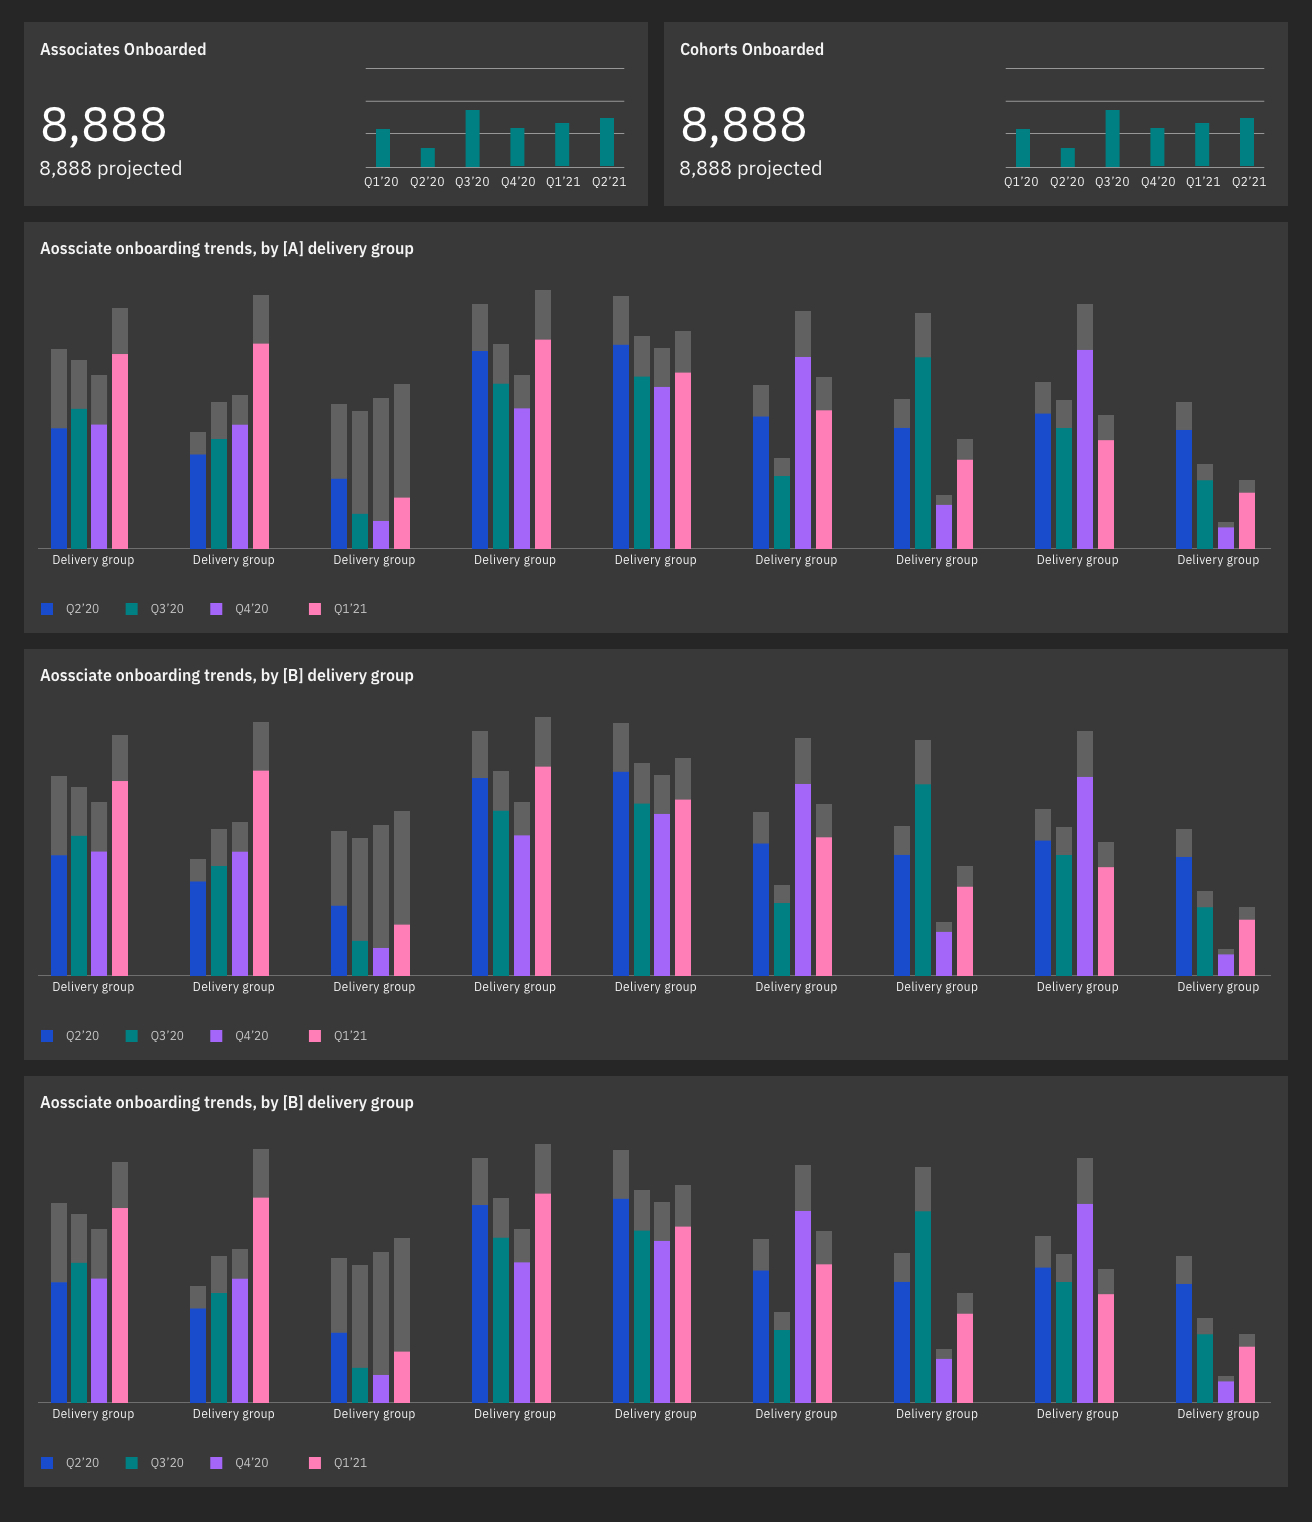 Associates Onboarded
8,888
8,888 projected
Q1’20 Q2’20 Q3’20 Q4’20 Q1’21 Q2’21
Cohorts Onboarded
8,888
8,888 projected
Q1’20 Q2’20 Q3’20 Q4’20 Q1’21 Q2’21
Aossciate onboarding trends, by [A] delivery group
Delivery group Delivery group Delivery group Delivery group Delivery group Delivery group Delivery group Delivery group Delivery group
Q2’20 Q3’20 Q4’20 Q1’21
Aossciate onboarding trends, by [B] delivery group
Delivery group Delivery group Delivery group Delivery group Delivery group Delivery group Delivery group Delivery group Delivery group
Q2’20 Q3’20 Q4’20 Q1’21
Aossciate onboarding trends, by [B] delivery group
Delivery group Delivery group Delivery group Delivery group Delivery group Delivery group Delivery group Delivery group Delivery group
Q2’20 Q3’20 Q4’20 Q1’21